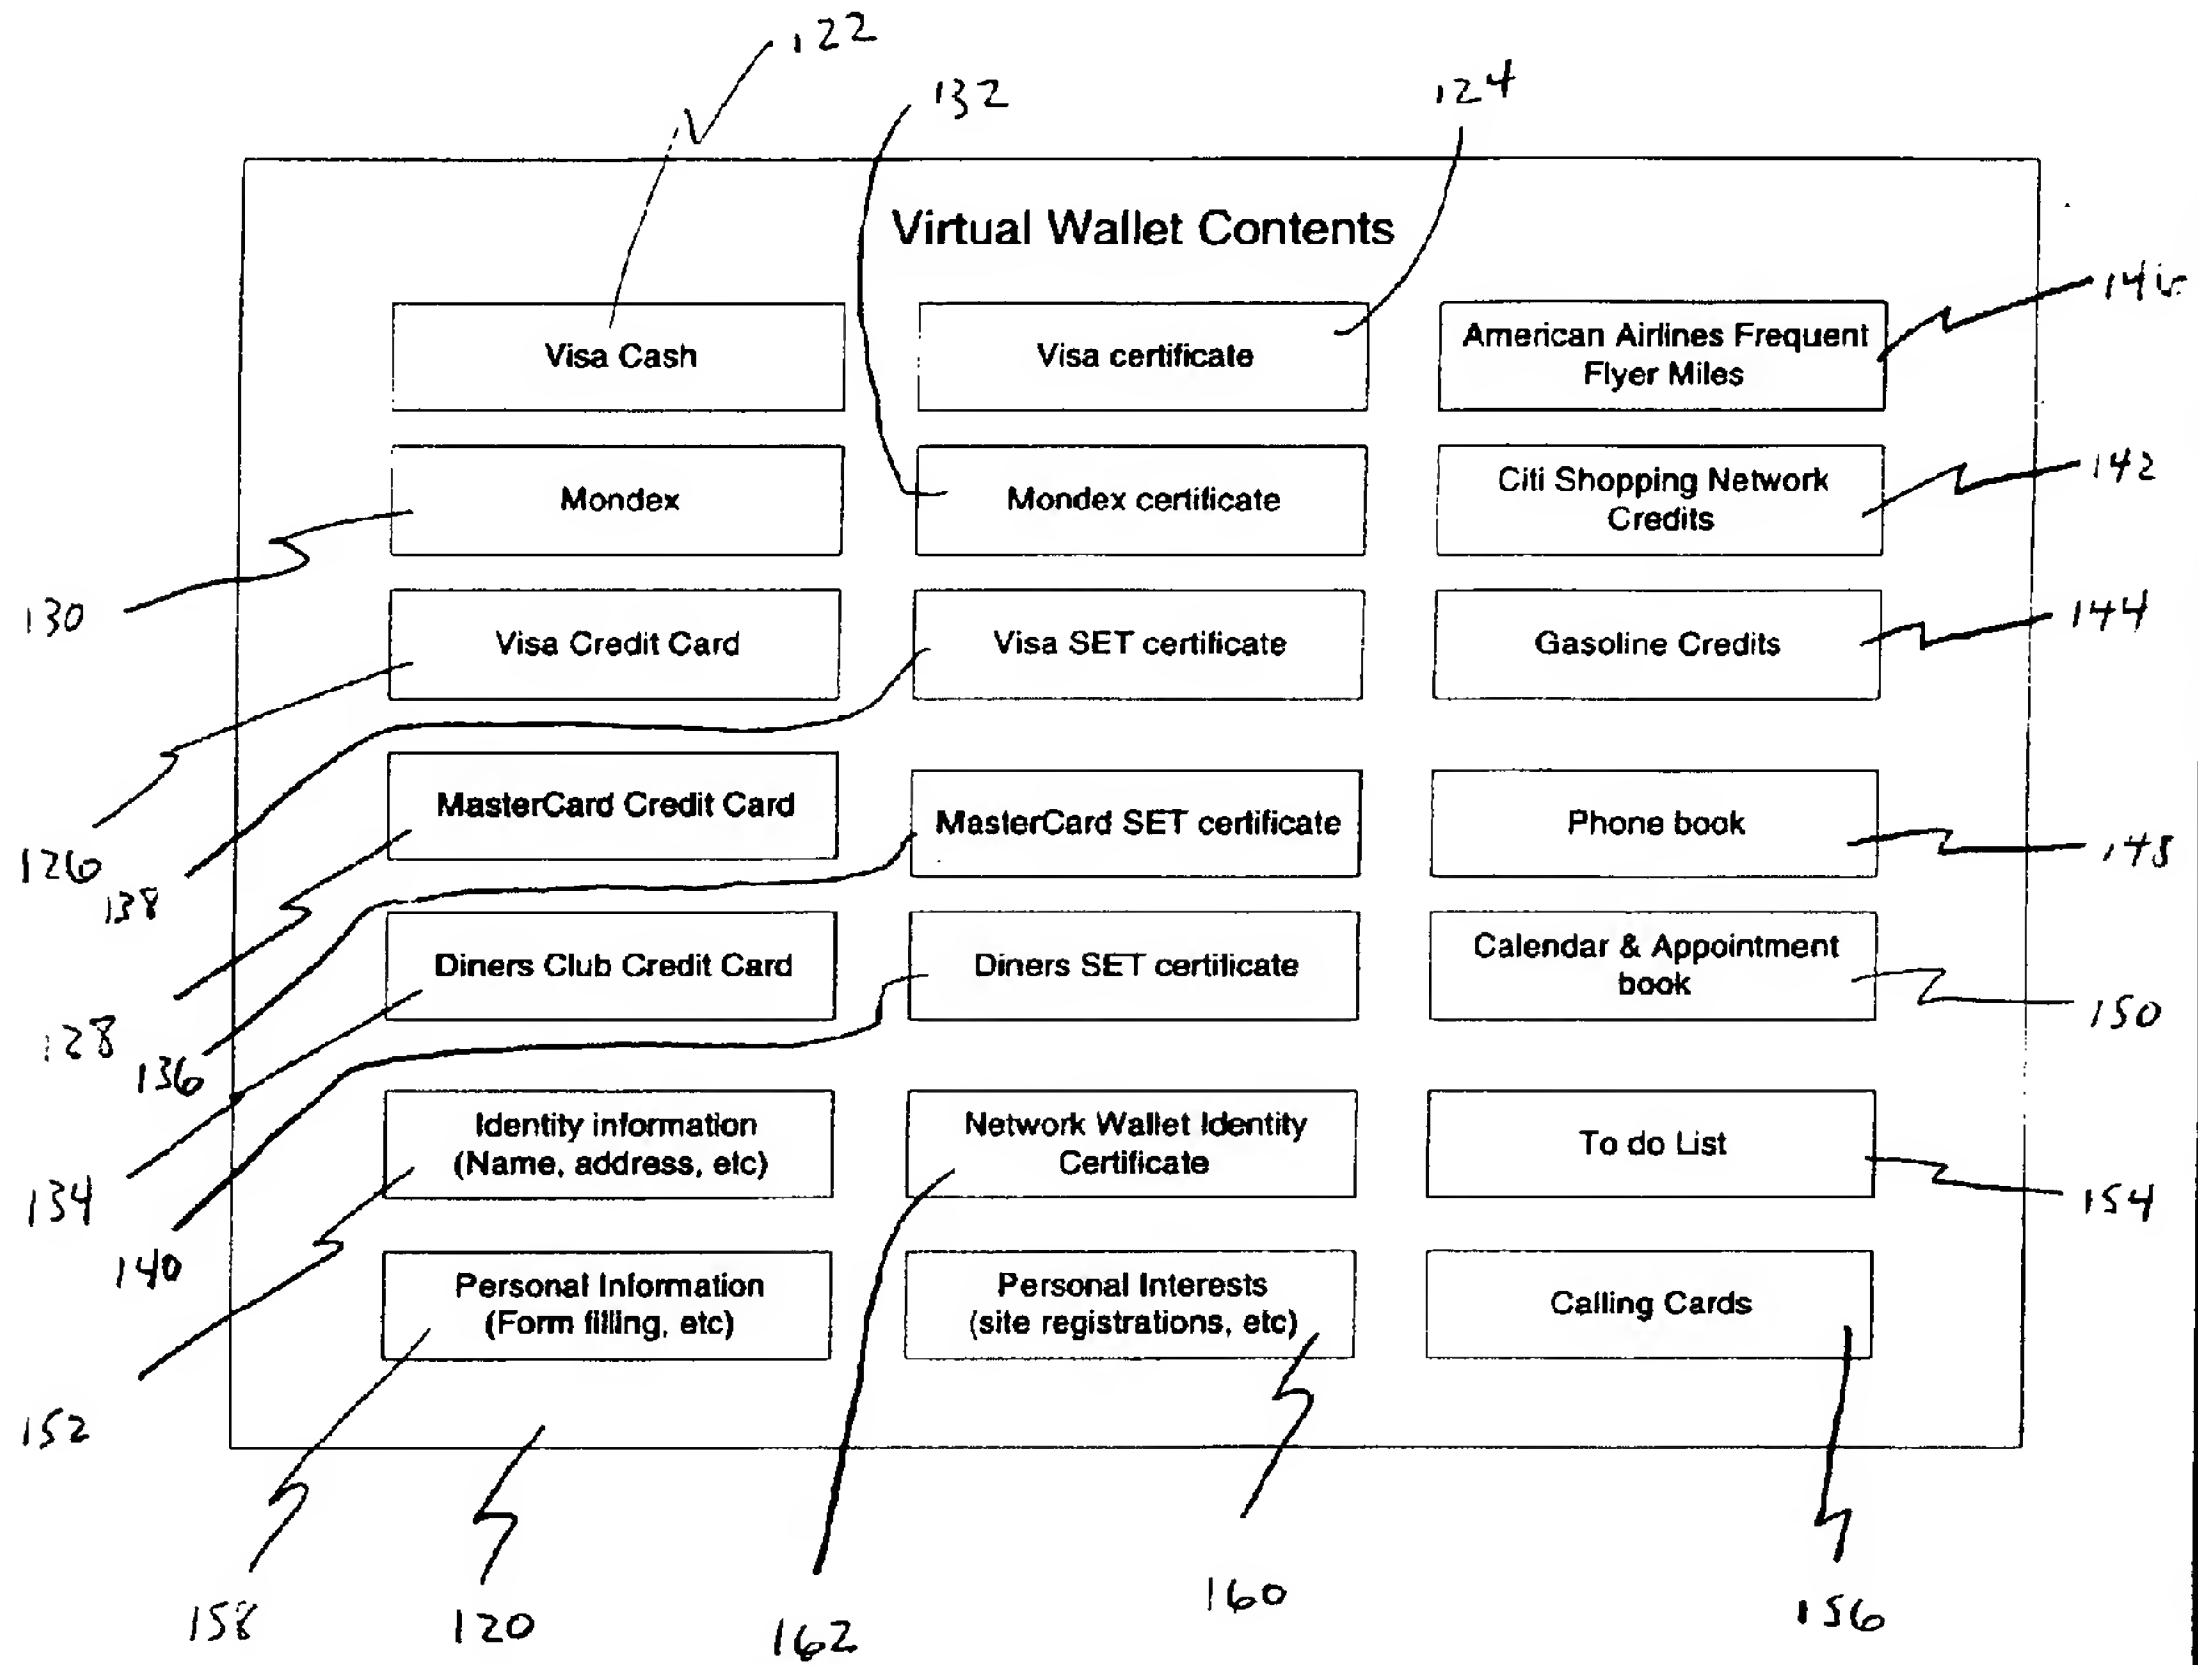 122
132
124
Virtual Wallet Contents
146
Visa Cash
Visa certificate
American Airlines Frequent
Flyer Miles
142
Mondex
Mondex certificate
Citi Shopping Network
Credits
130
144
Visa Credit Card
Visa SET certificate
Gasoline Credits
126
138
MasterCard Credit Card
MasterCard SET certificate
Phone book
148
128
136
Diners Club Credit Card
Diners SET certificate
Calendar & Appointment
book
150
134
140
Identity information
(Name, address, etc)
Network Wallet Identity
Certificate
To do List
154
152
Personal Information
(Form filling, etc)
Personal Interests
(site registrations, etc)
Calling Cards
158
120
162
160
156